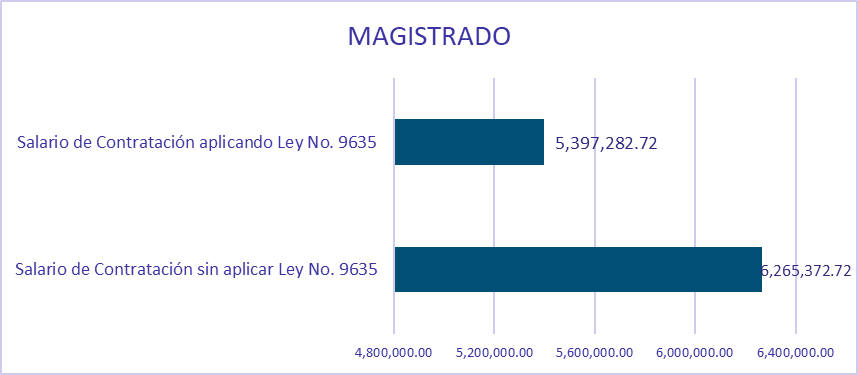 MAGISTRADO
Salario de Contratación aplicando Ley No. 9635
5,397,282.72
Salario de Contratación sin aplicar Ley No. 9635
6,265,372.72
4,800,000.00 5,200,000.00 5,600,000.00 6,000,000.00 6,400,000.00